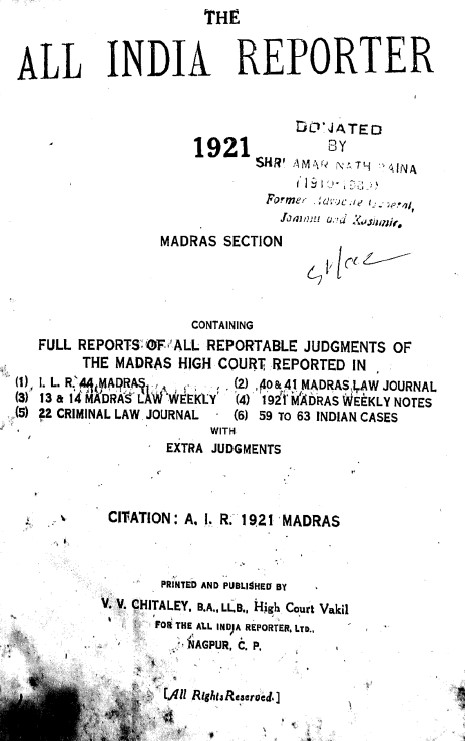 THE
ALL INDIA REPORTER
1921
DONATED
BY
SHRI AMAR NATH RAINA
Former Advocate General,
Jammu and Kashmir.
MADRAS SECTION
CONTAINING
FULL REPORTS OF ALL REPORTABLE JUDGMENTS OF
THE MADRAS HIGH COURT REPORTED IN
(1) I. L. R. 44 MADRAS (2) 40 & 41 MADRAS LAW JOURNAL
(3) 13 & 14 MADRAS LAW WEEKLY (4) 1921 MADRAS WEEKLY NOTES
(5) 22 CRIMINAL LAW JOURNAL (6) 59 TO 63 INDIAN CASES
WITH
EXTRA JUDGMENTS
CITATION: A. I. R. 1921 MADRAS
PRINTED AND PUBLISHED BY
V. V. CHITALEY, B.A., LL.B., High Court Vakil
FOR THE ALL INDIA REPORTER, LTD.,
NAGPUR, C. P.
[All Rights Reserved.]